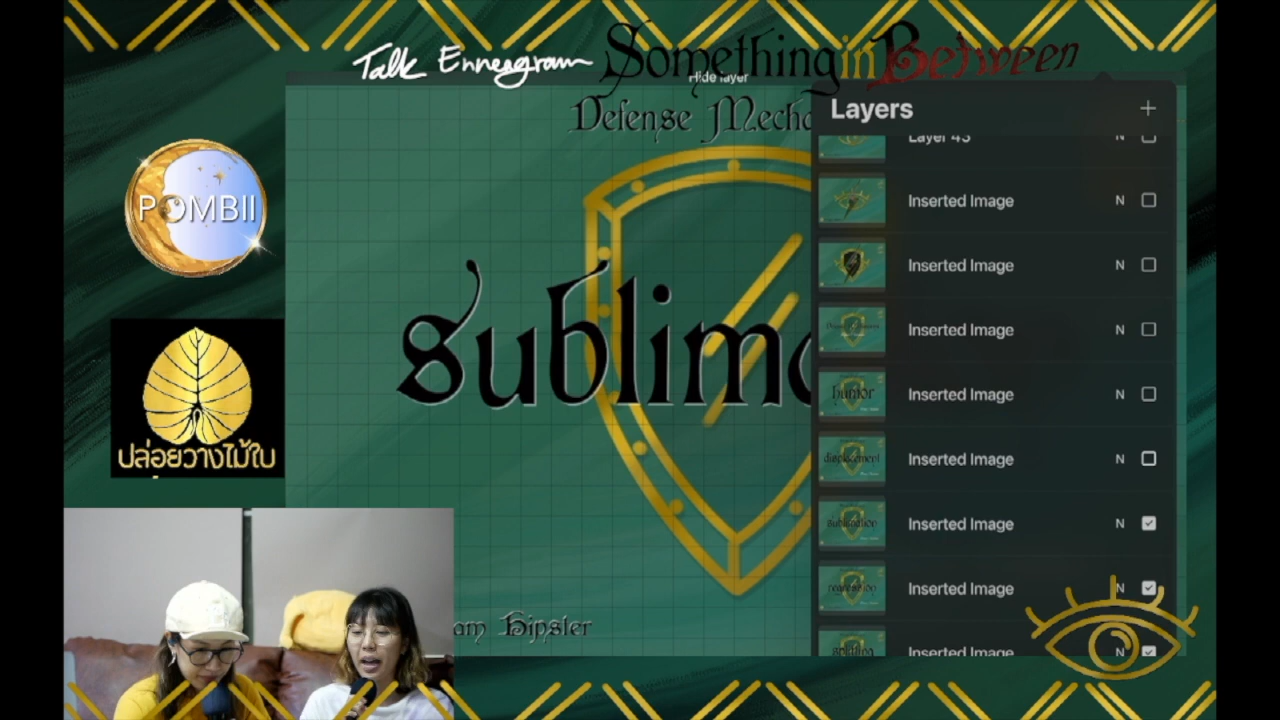 Talk Enneagram
Something in Between
Hide layer
Defense Mecha
Layers
Layer 43
N
Inserted Image
N
Inserted Image
N
Inserted Image
N
humor
Inserted Image
N
displacement
Inserted Image
N
sublimation
Inserted Image
N
Inserted Image
N
Inserted Image
N
POMBII
sublima
ปล่อยวางไม้ใบ
am Hipster